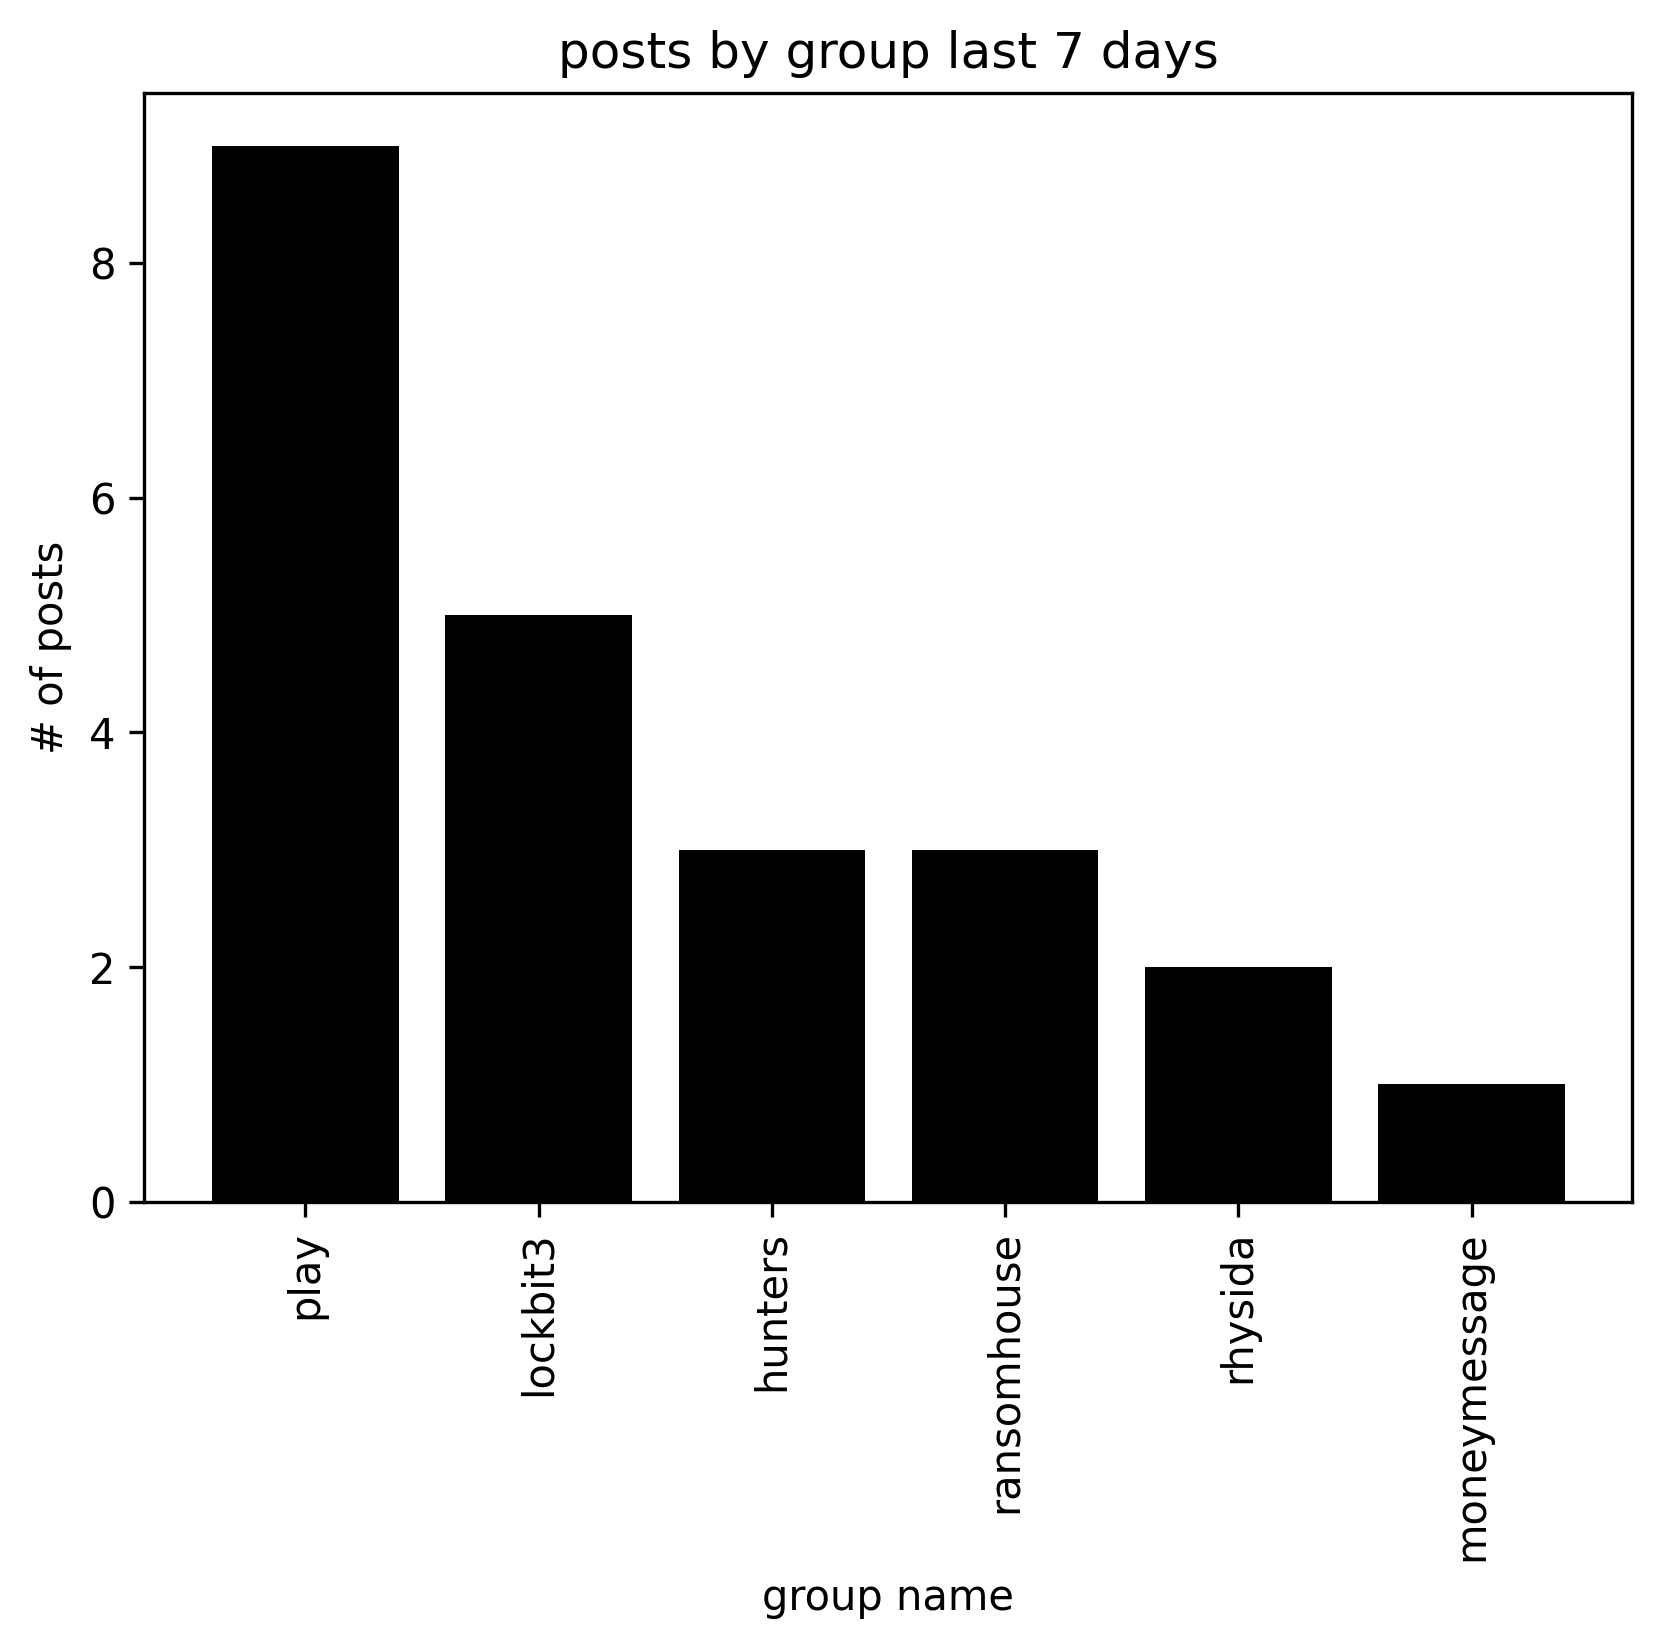 posts by group last 7 days
# of posts
8
6
4
2
0
play
lockbit3
hunters
ransomhouse
rhysida
moneymessage
group name